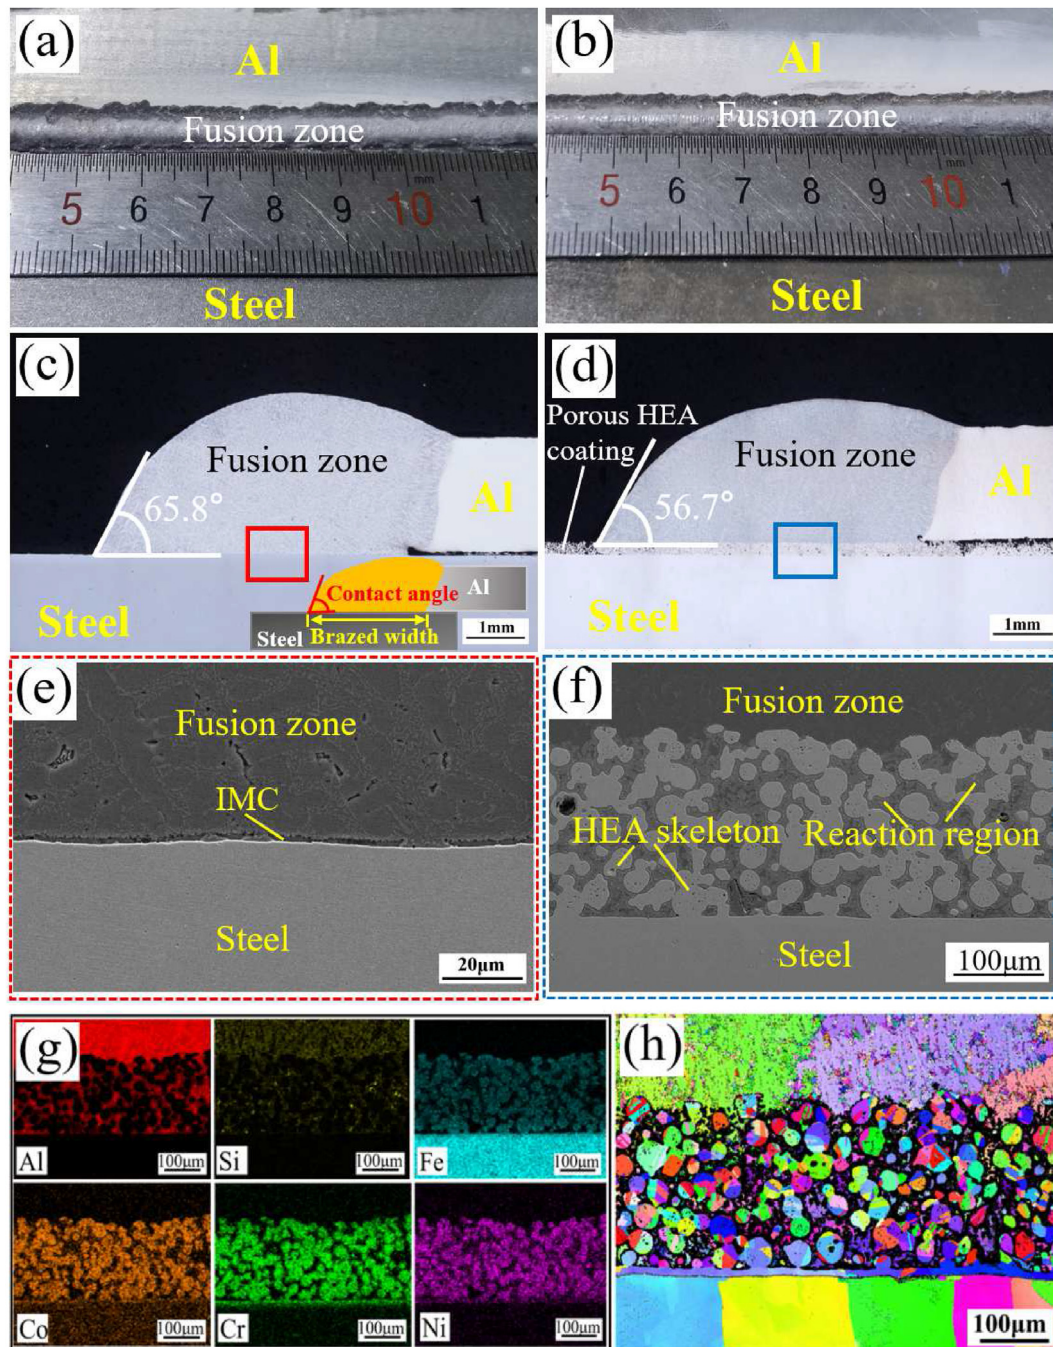 (a)
Al
Fusion zone
mm
5 6 7 8 9 10 1
Steel
(b)
Al
Fusion zone
mm
5 6 7 8 9 10 1
Steel
(c)
Fusion zone
Al
65.8°
Steel
Contact angle
Al
Steel
Brazed width
1mm
(d)
Porous HEA
coating
Fusion zone
Al
56.7°
Steel
1mm
(e)
Fusion zone
IMC
Steel
20μm
(f)
Fusion zone
HEA skeleton
Reaction region
Steel
100μm
(g)
Al
100μm
Si
100μm
Fe
100μm
Co
100μm
Cr
100μm
Ni
100μm
(h)
100μm